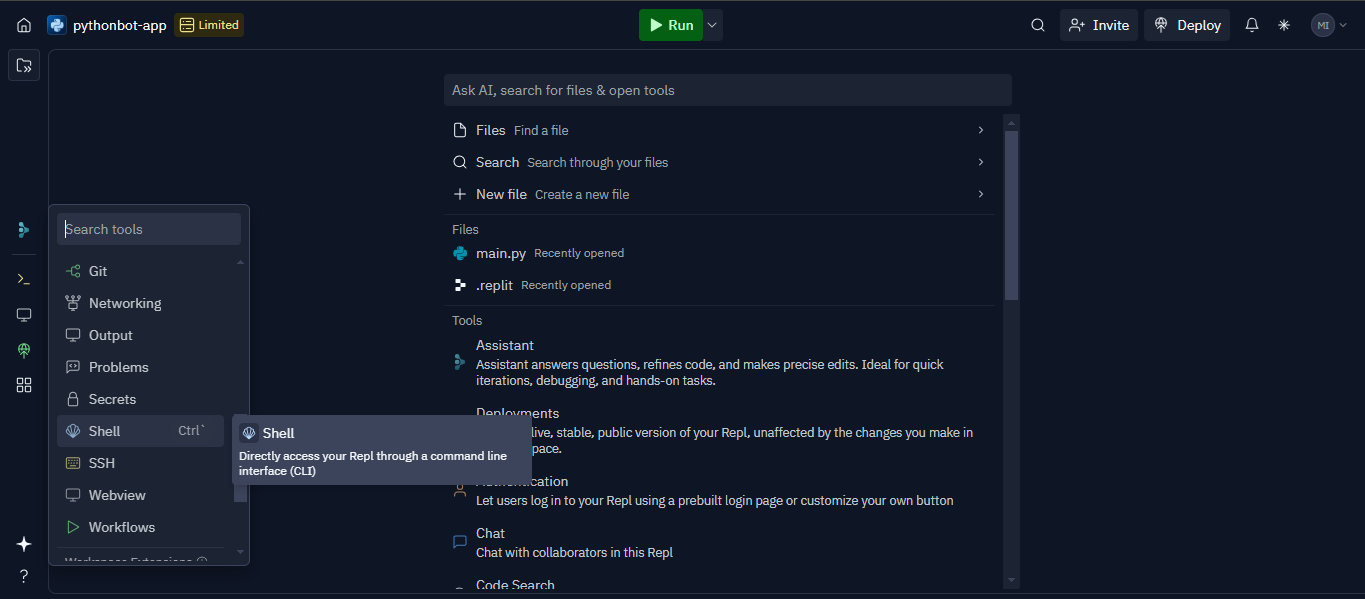 pythonbot-app
Limited
Run
Invite
Deploy
MI
Ask AI, search for files & open tools
Files Find a file
Search Search through your files
New file Create a new file
Files
main.py Recently opened
.replit Recently opened
Tools
Assistant
Assistant answers questions, refines code, and makes precise edits. Ideal for quick
iterations, debugging, and hands-on tasks.
Deployments
live, stable, public version of your Repl, unaffected by the changes you make in
pace.
Authentication
Let users log in to your Repl using a prebuilt login page or customize your own button
Chat
Chat with collaborators in this Repl
Code Search
Search tools
Git
Networking
Output
Problems
Secrets
Shell Ctrl`
SSH
Webview
Workflows
Workspace Extensions
Shell
Directly access your Repl through a command line
interface (CLI)
?